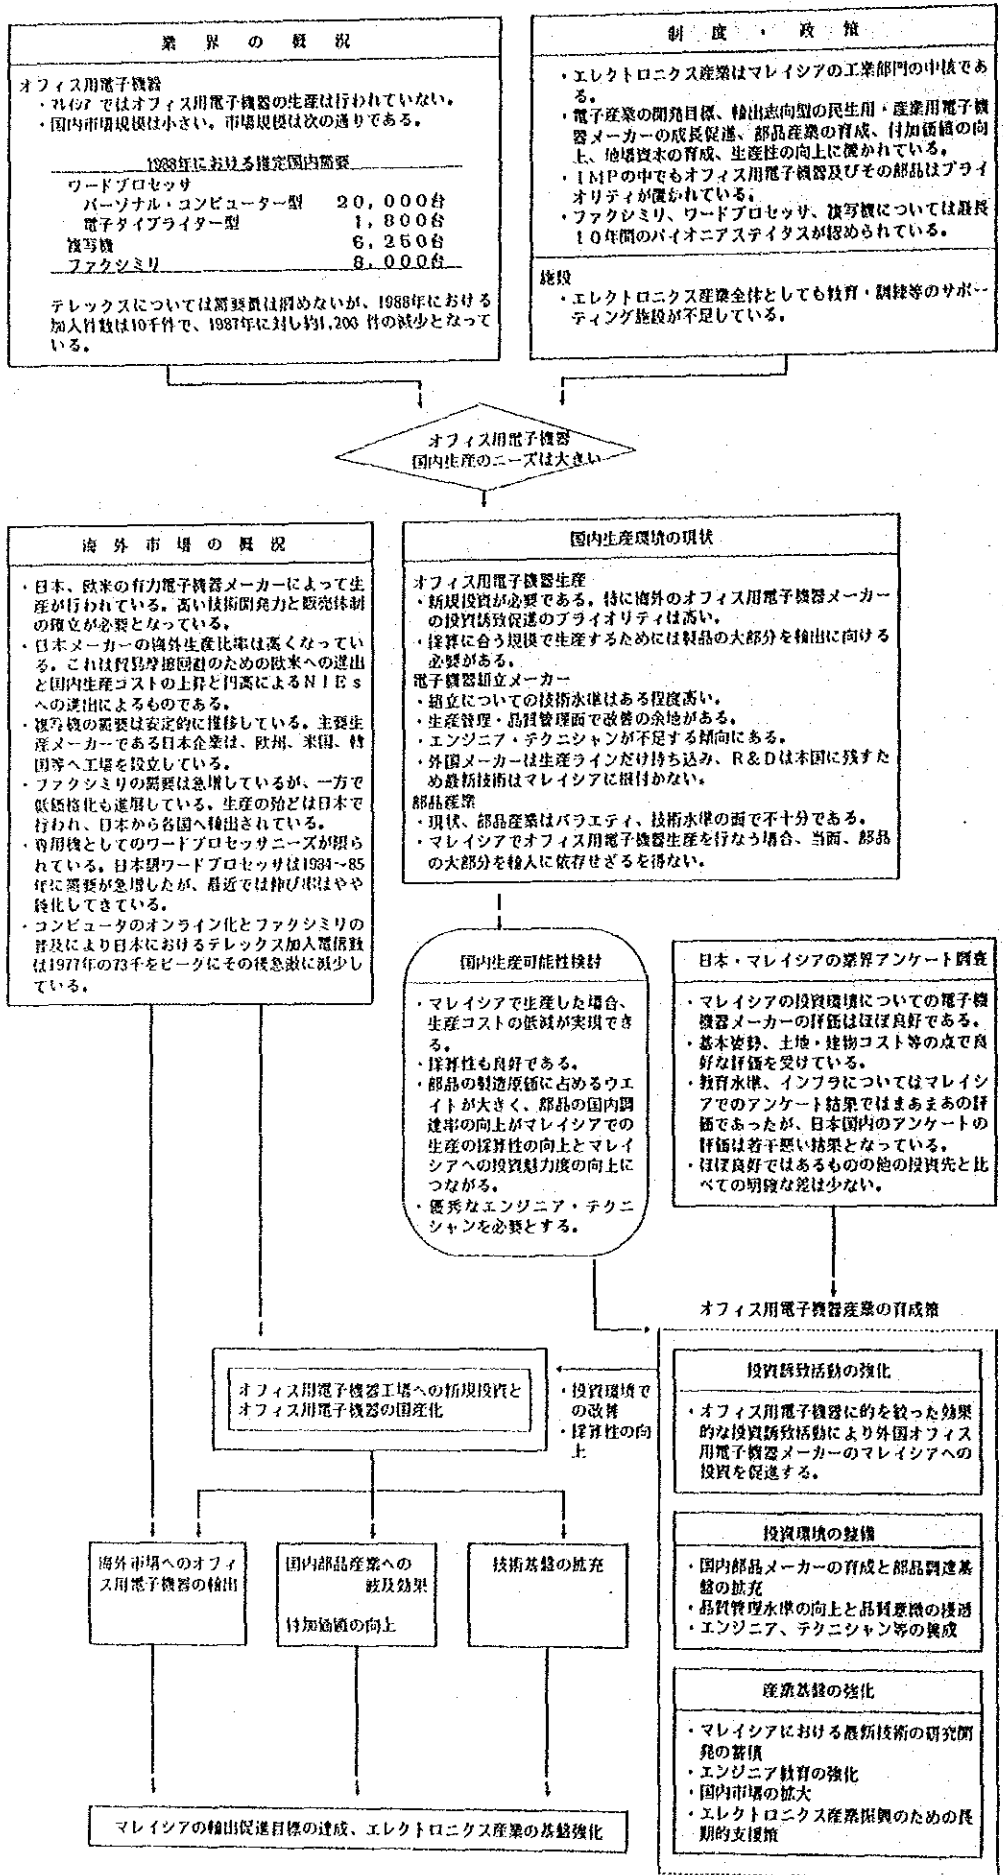 業界の概況
オフィス用電子機器
・マレイシアではオフィス用電子機器の生産は行われていない。
・国内市場規模は小さい。市場規模は次の通りである。
1988年における推定国内需要
ワードプロセッサ
パーソナル・コンピューター型 20,000台
電子タイプライター型 1,800台
複写機 6,250台
ファクシミリ 8,000台
テレックスについては需要量は掴めないが、1988年における
加入件数は10千件で、1987年に対し約1,200件の減少となって
いる。
制度・政策
・エレクトロニクス産業はマレイシアの工業部門の中核であ
る。
・電子産業の開発目標、輸出志向型の民生用・産業用電子機
器メーカーの成長促進、部品産業の育成、付加価値の向
上、地場資本の育成、生産性の向上に置かれている。
・IMPの中でもオフィス用電子機器及びその部品はプライ
オリティが置かれている。
・ファクシミリ、ワードプロセッサ、複写機については最長
10年間のパイオニアステイタスが認められている。
施設
・エレクトロニクス産業全体としても教育・訓練等のサポー
ティング施設が不足している。
オフィス用電子機器
国内生産のニーズは大きい
海外市場の概況
・日本、欧米の有力電子機器メーカーによって生
産が行われている。高い技術開発力と販売体制
の確立が必要となっている。
・日本メーカーの海外生産比率は高くなってい
る。これは貿易摩擦回避のための欧米への進出
と国内生産コストの上昇と円高によるNIEs
への進出によるものである。
・複写機の需要は安定的に推移している。主要生
産メーカーである日本企業は、欧州、米国、韓
国等へ工場を設立している。
・ファクシミリの需要は急増しているが、一方で
低価格化も進展している。生産の殆どは日本で
行われ、日本から各国へ輸出されている。
・専用機としてのワードプロセッサニーズが限ら
れている。日本語ワードプロセッサは1984～85
年に需要が急増したが、最近では伸び率はやや
鈍化してきている。
・コンピュータのオンライン化とファクシミリの
普及により日本におけるテレックス加入電信数
は1977年の73千をピークにその後急激に減少し
ている。
国内生産環境の現状
オフィス用電子機器生産
・新規投資が必要である。特に海外のオフィス用電子機器メーカー
の投資誘致促進のプライオリティは高い。
・採算に合う規模で生産するためには製品の大部分を輸出に向ける
必要がある。
電子機器組立メーカー
・組立についての技術水準はある程度高い。
・生産管理・品質管理面で改善の余地がある。
・エンジニア・テクニシャンが不足する傾向にある。
・外国メーカーは生産ラインだけ持ち込み、R&Dは本国に残すた
め最新技術はマレイシアに根付かない。
部品産業
・現状、部品産業はバラエティ、技術水準の面で不十分である。
・マレイシアでオフィス用電子機器生産を行なう場合、当面、部品
の大部分を輸入に依存せざるを得ない。
国内生産可能性検討
・マレイシアで生産した場合、
生産コストの低減が実現でき
る。
・採算性も良好である。
・部品の製造原価に占めるウエ
イトが大きく、部品の国内調
達率の向上がマレイシアでの
生産の採算性の向上とマレイ
シアへの投資魅力度の向上に
つながる。
・優秀なエンジニア・テクニ
シャンを必要とする。
日本・マレイシアの業界アンケート調査
・マレイシアの投資環境についての電子機
機器メーカーの評価はほぼ良好である。
・基本姿勢、土地・建物コスト等の点で良
好な評価を受けている。
・教育水準、インフラについてはマレイシ
アでのアンケート結果ではまあまあの評
価であったが、日本国内のアンケートの
評価は若干悪い結果となっている。
・ほぼ良好ではあるものの他の投資先と比
べての明確な差は少ない。
オフィス用電子機器産業の育成策
オフィス用電子機器工場への新規投資と
オフィス用電子機器の国産化
・投資環境で
の改善
・採算性の向
上
投資誘致活動の強化
・オフィス用電子機器に的を絞った効果
的な投資誘致活動により外国オフィス
用電子機器メーカーのマレイシアへの
投資を促進する。
投資環境の整備
・国内部品メーカーの育成と部品調達基
盤の拡充
・品質管理水準の向上と品質意識の浸透
・エンジニア、テクニシャン等の養成
産業基盤の強化
・マレイシアにおける最新技術の研究開
発の蓄積
・エンジニア教育の強化
・国内市場の拡大
・エレクトロニクス産業振興のための長
期的支援策
海外市場へのオフィ
ス用電子機器の輸出
国内部品産業への
波及効果
付加価値の向上
技術基盤の拡充
マレイシアの輸出促進目標の達成、エレクトロニクス産業の基盤強化